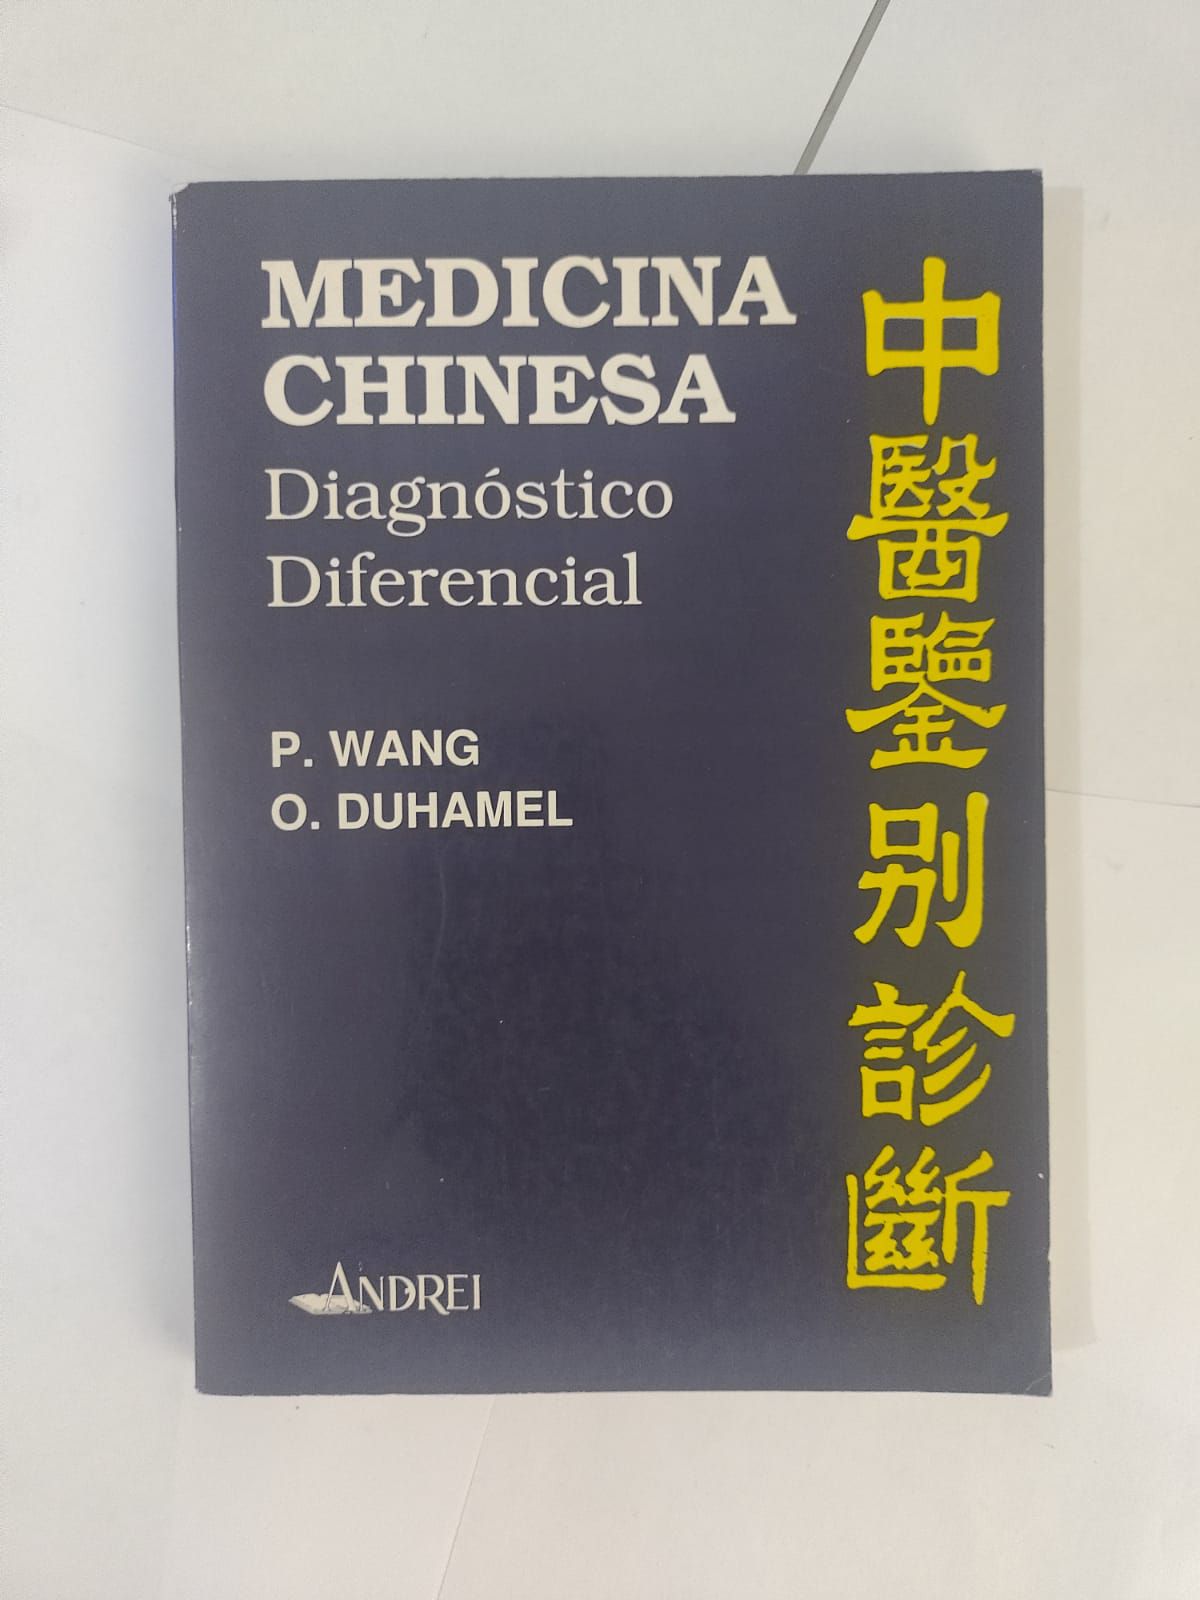 MEDICINA
CHINESA
Diagnóstico
Diferencial
P. WANG
O. DUHAMEL
ANDREI
中醫鑒別診斷